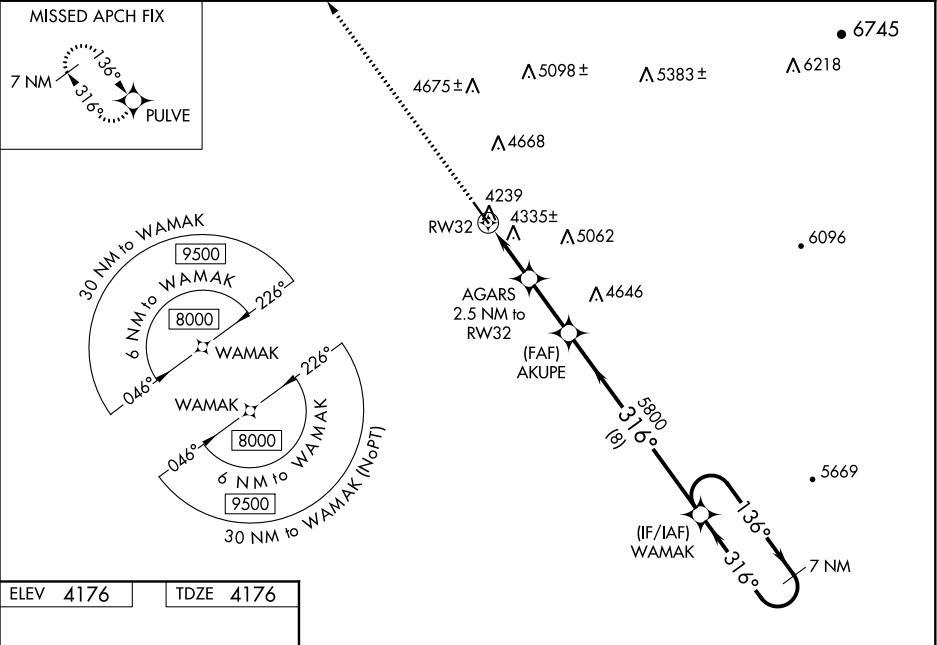 MISSED APCH FIX
136°
7 NM
316°
PULVE
6745
4675±
5098±
5383±
6218
4668
4239
RW32
4335±
5062
6096
AGARS
2.5 NM to
RW32
4646
(FAF)
AKUPE
5800
316°
(8)
5669
(IF/IAF)
WAMAK
136°
316°
7 NM
30 NM to WAMAK
9500
6 NM to WAMAK
8000
226°
WAMAK
046°
226°
WAMAK
046°
8000
6 NM to WAMAK
9500
30 NM to WAMAK (NoPT)
ELEV 4176
TDZE 4176